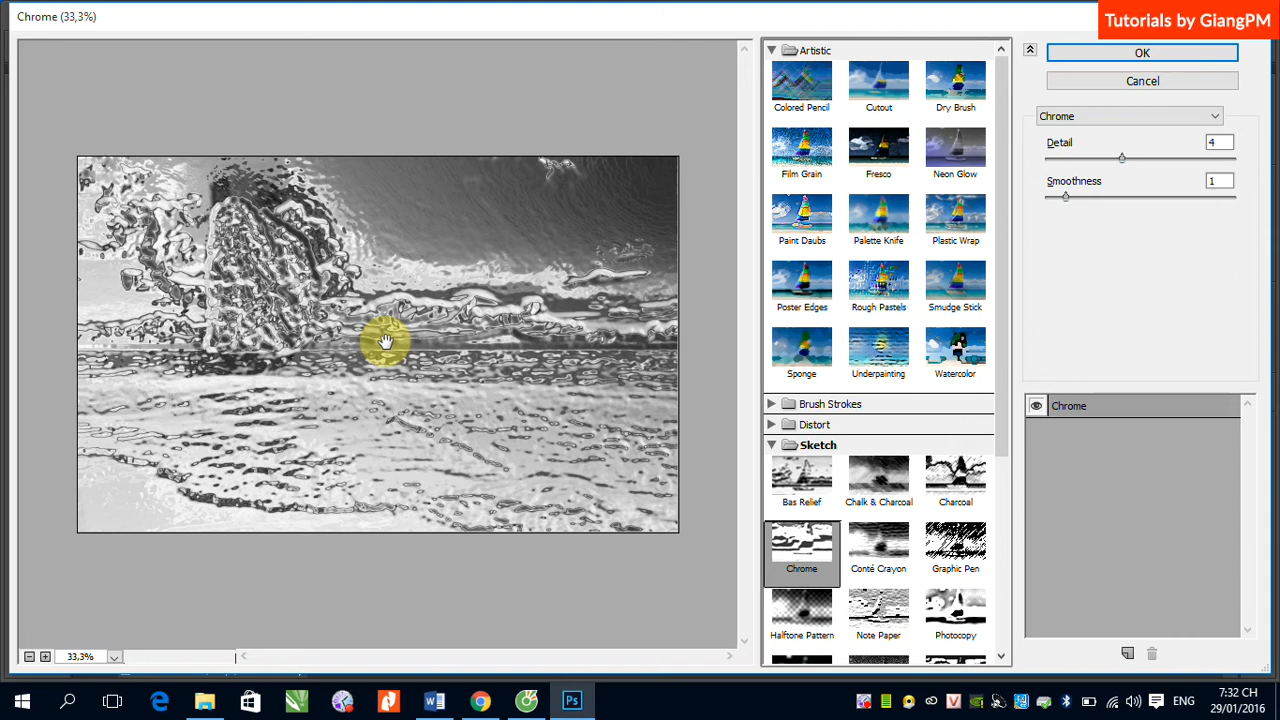 Chrome (33,3%)
Tutorials by GiangPM
Artistic
Colored Pencil
Cutout
Dry Brush
Film Grain
Fresco
Neon Glow
Paint Daubs
Palette Knife
Plastic Wrap
Poster Edges
Rough Pastels
Smudge Stick
Sponge
Underpainting
Watercolor
Brush Strokes
Distort
Sketch
Bas Relief
Chalk & Charcoal
Charcoal
Chrome
Conté Crayon
Graphic Pen
Halftone Pattern
Note Paper
Photocopy
OK
Cancel
Chrome
Detail 4
Smoothness 1
Chrome
33,3%
ENG
7:32 CH
29/01/2016